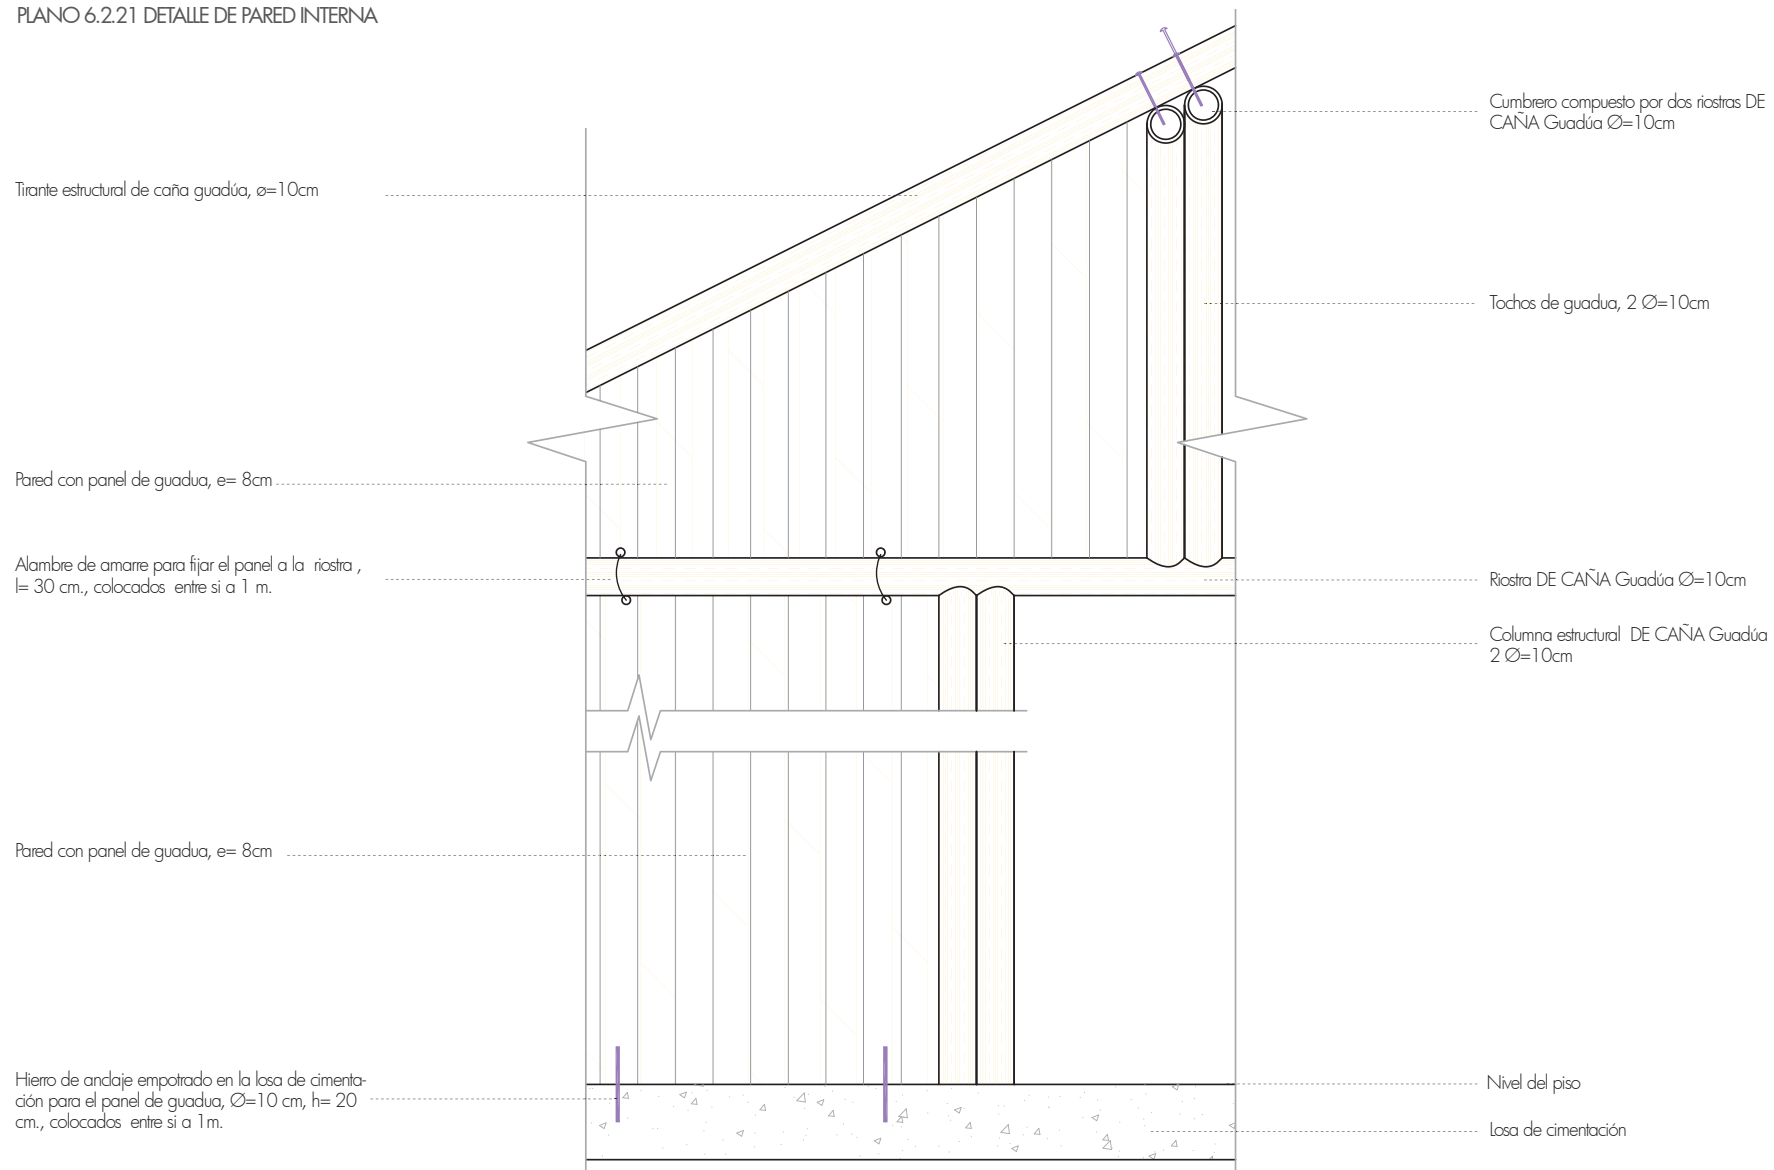 PLANO 6.2.21 DETALLE DE PARED INTERNA
Tirante estructural de caña guadúa, ø=10cm
Pared con panel de guadua, e= 8cm
Alambre de amarre para fijar el panel a la riostra ,
l= 30 cm., colocados entre si a 1 m.
Pared con panel de guadua, e= 8cm
Hierro de anclaje empotrado en la losa de cimenta-
ción para el panel de guadua, Ø=10 cm, h= 20
cm., colocados entre si a 1m.
Cumbrero compuesto por dos riostras DE
CAÑA Guadúa Ø=10cm
Tochos de guadua, 2 Ø=10cm
Riostra DE CAÑA Guadúa Ø=10cm
Columna estructural DE CAÑA Guadúa
2 Ø=10cm
Nivel del piso
Losa de cimentación